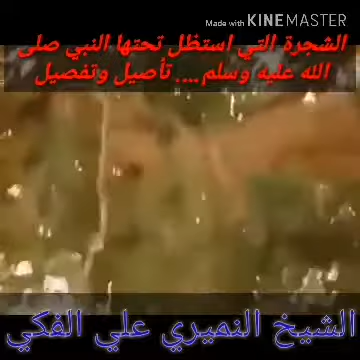 Made with KINEMASTER
الشجرة التي استظل تحتها النبي صلى
الله عليه وسلم .... تأصيل وتفصيل
الشيخ النميري علي الفكي